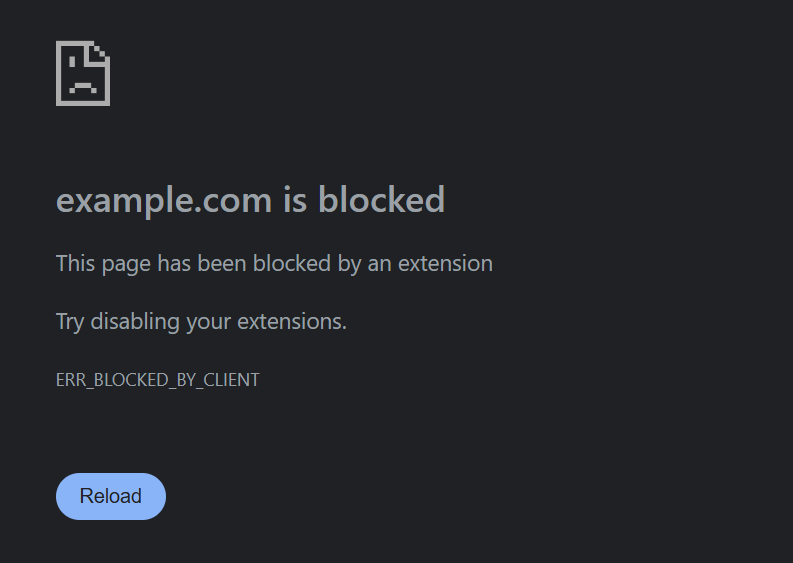 example.com is blocked
This page has been blocked by an extension
Try disabling your extensions.
ERR_BLOCKED_BY_CLIENT
Reload